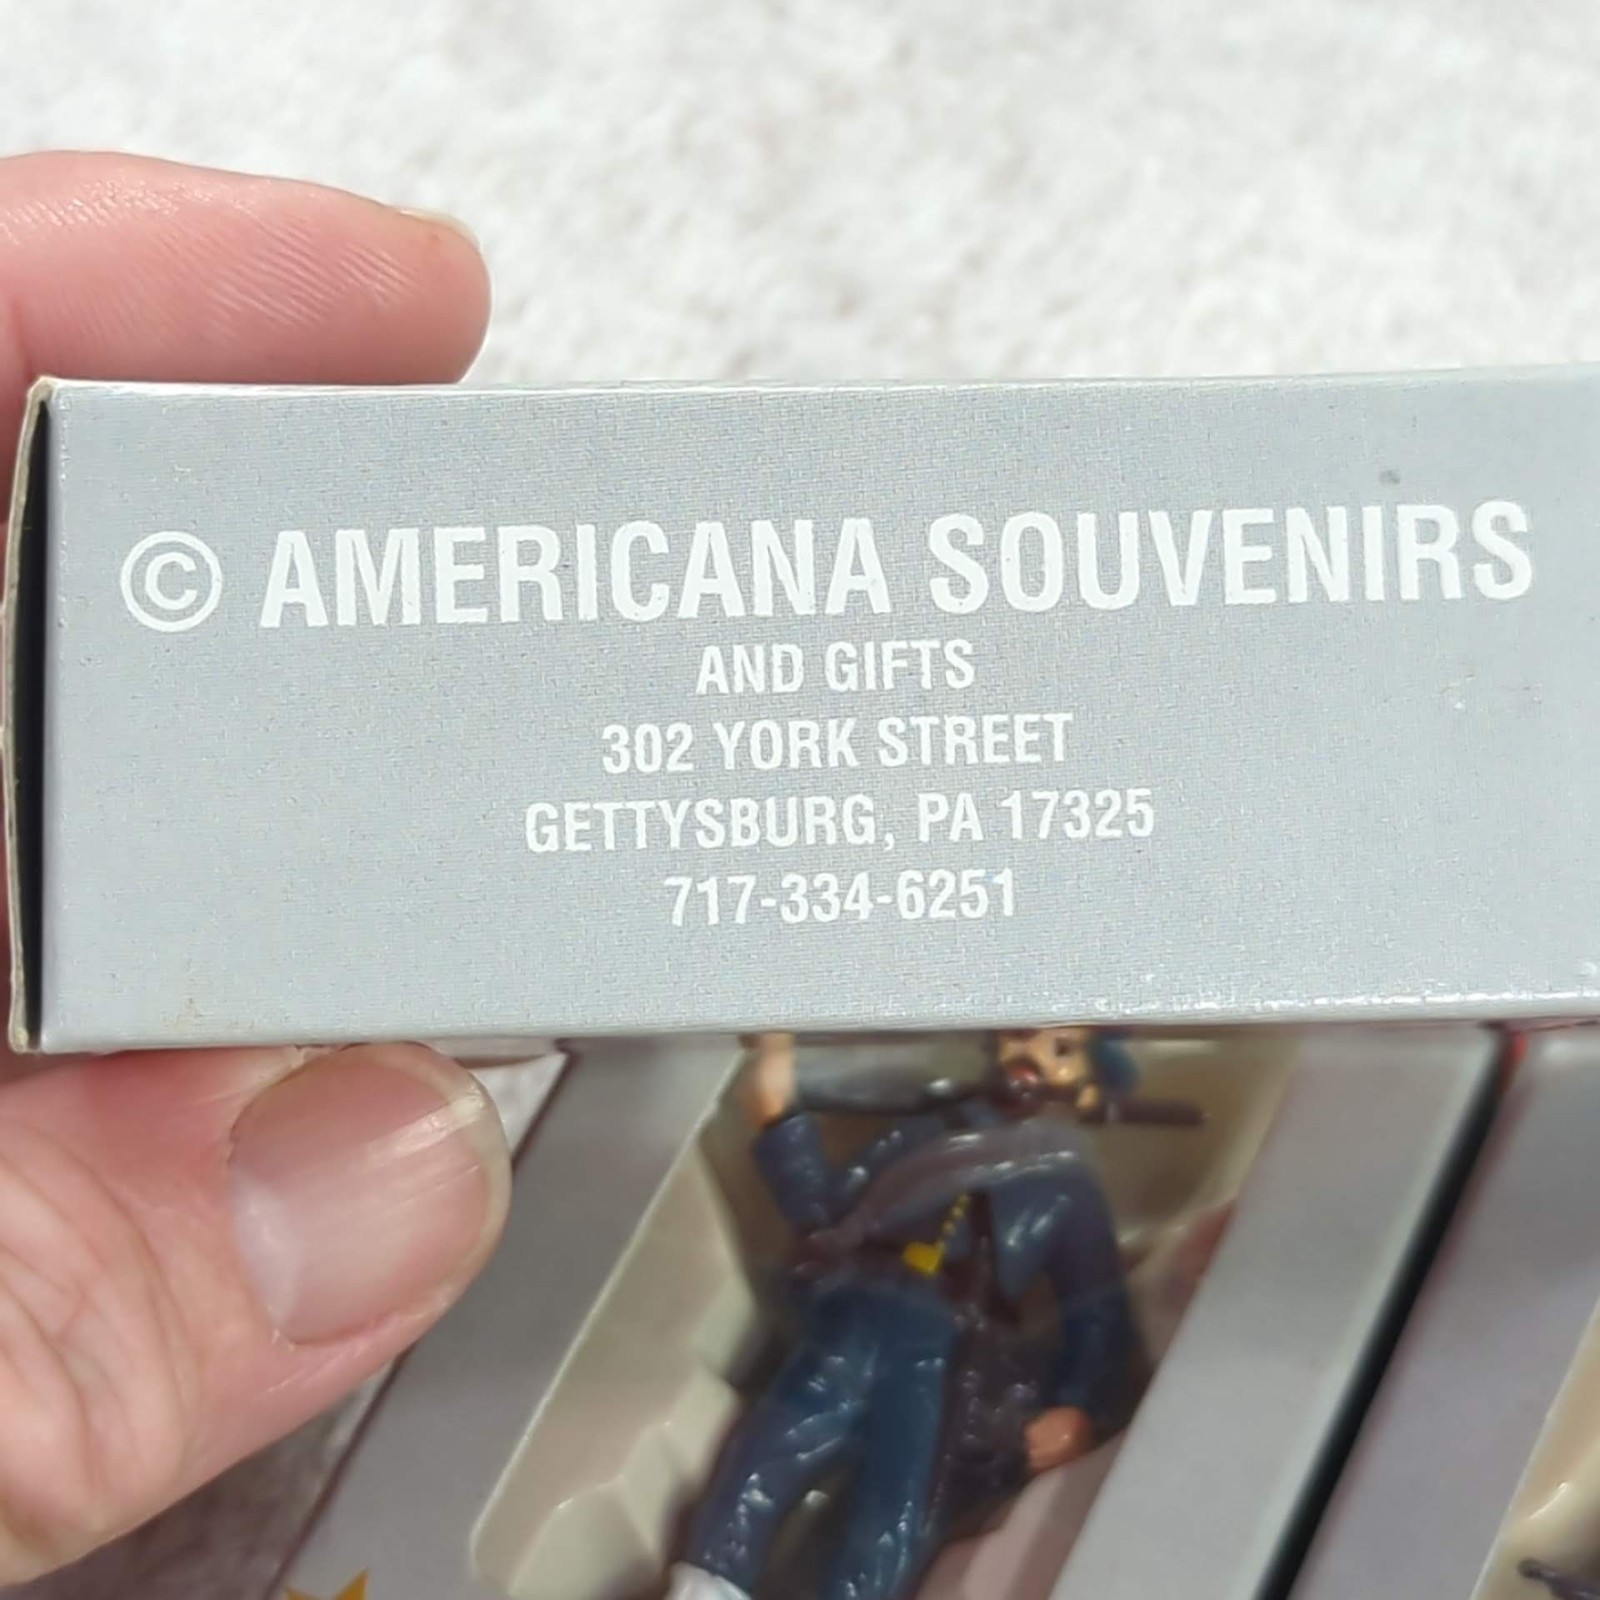 © AMERICANA SOUVENIRS
AND GIFTS
302 YORK STREET
GETTYSBURG, PA 17325
717-334-6251